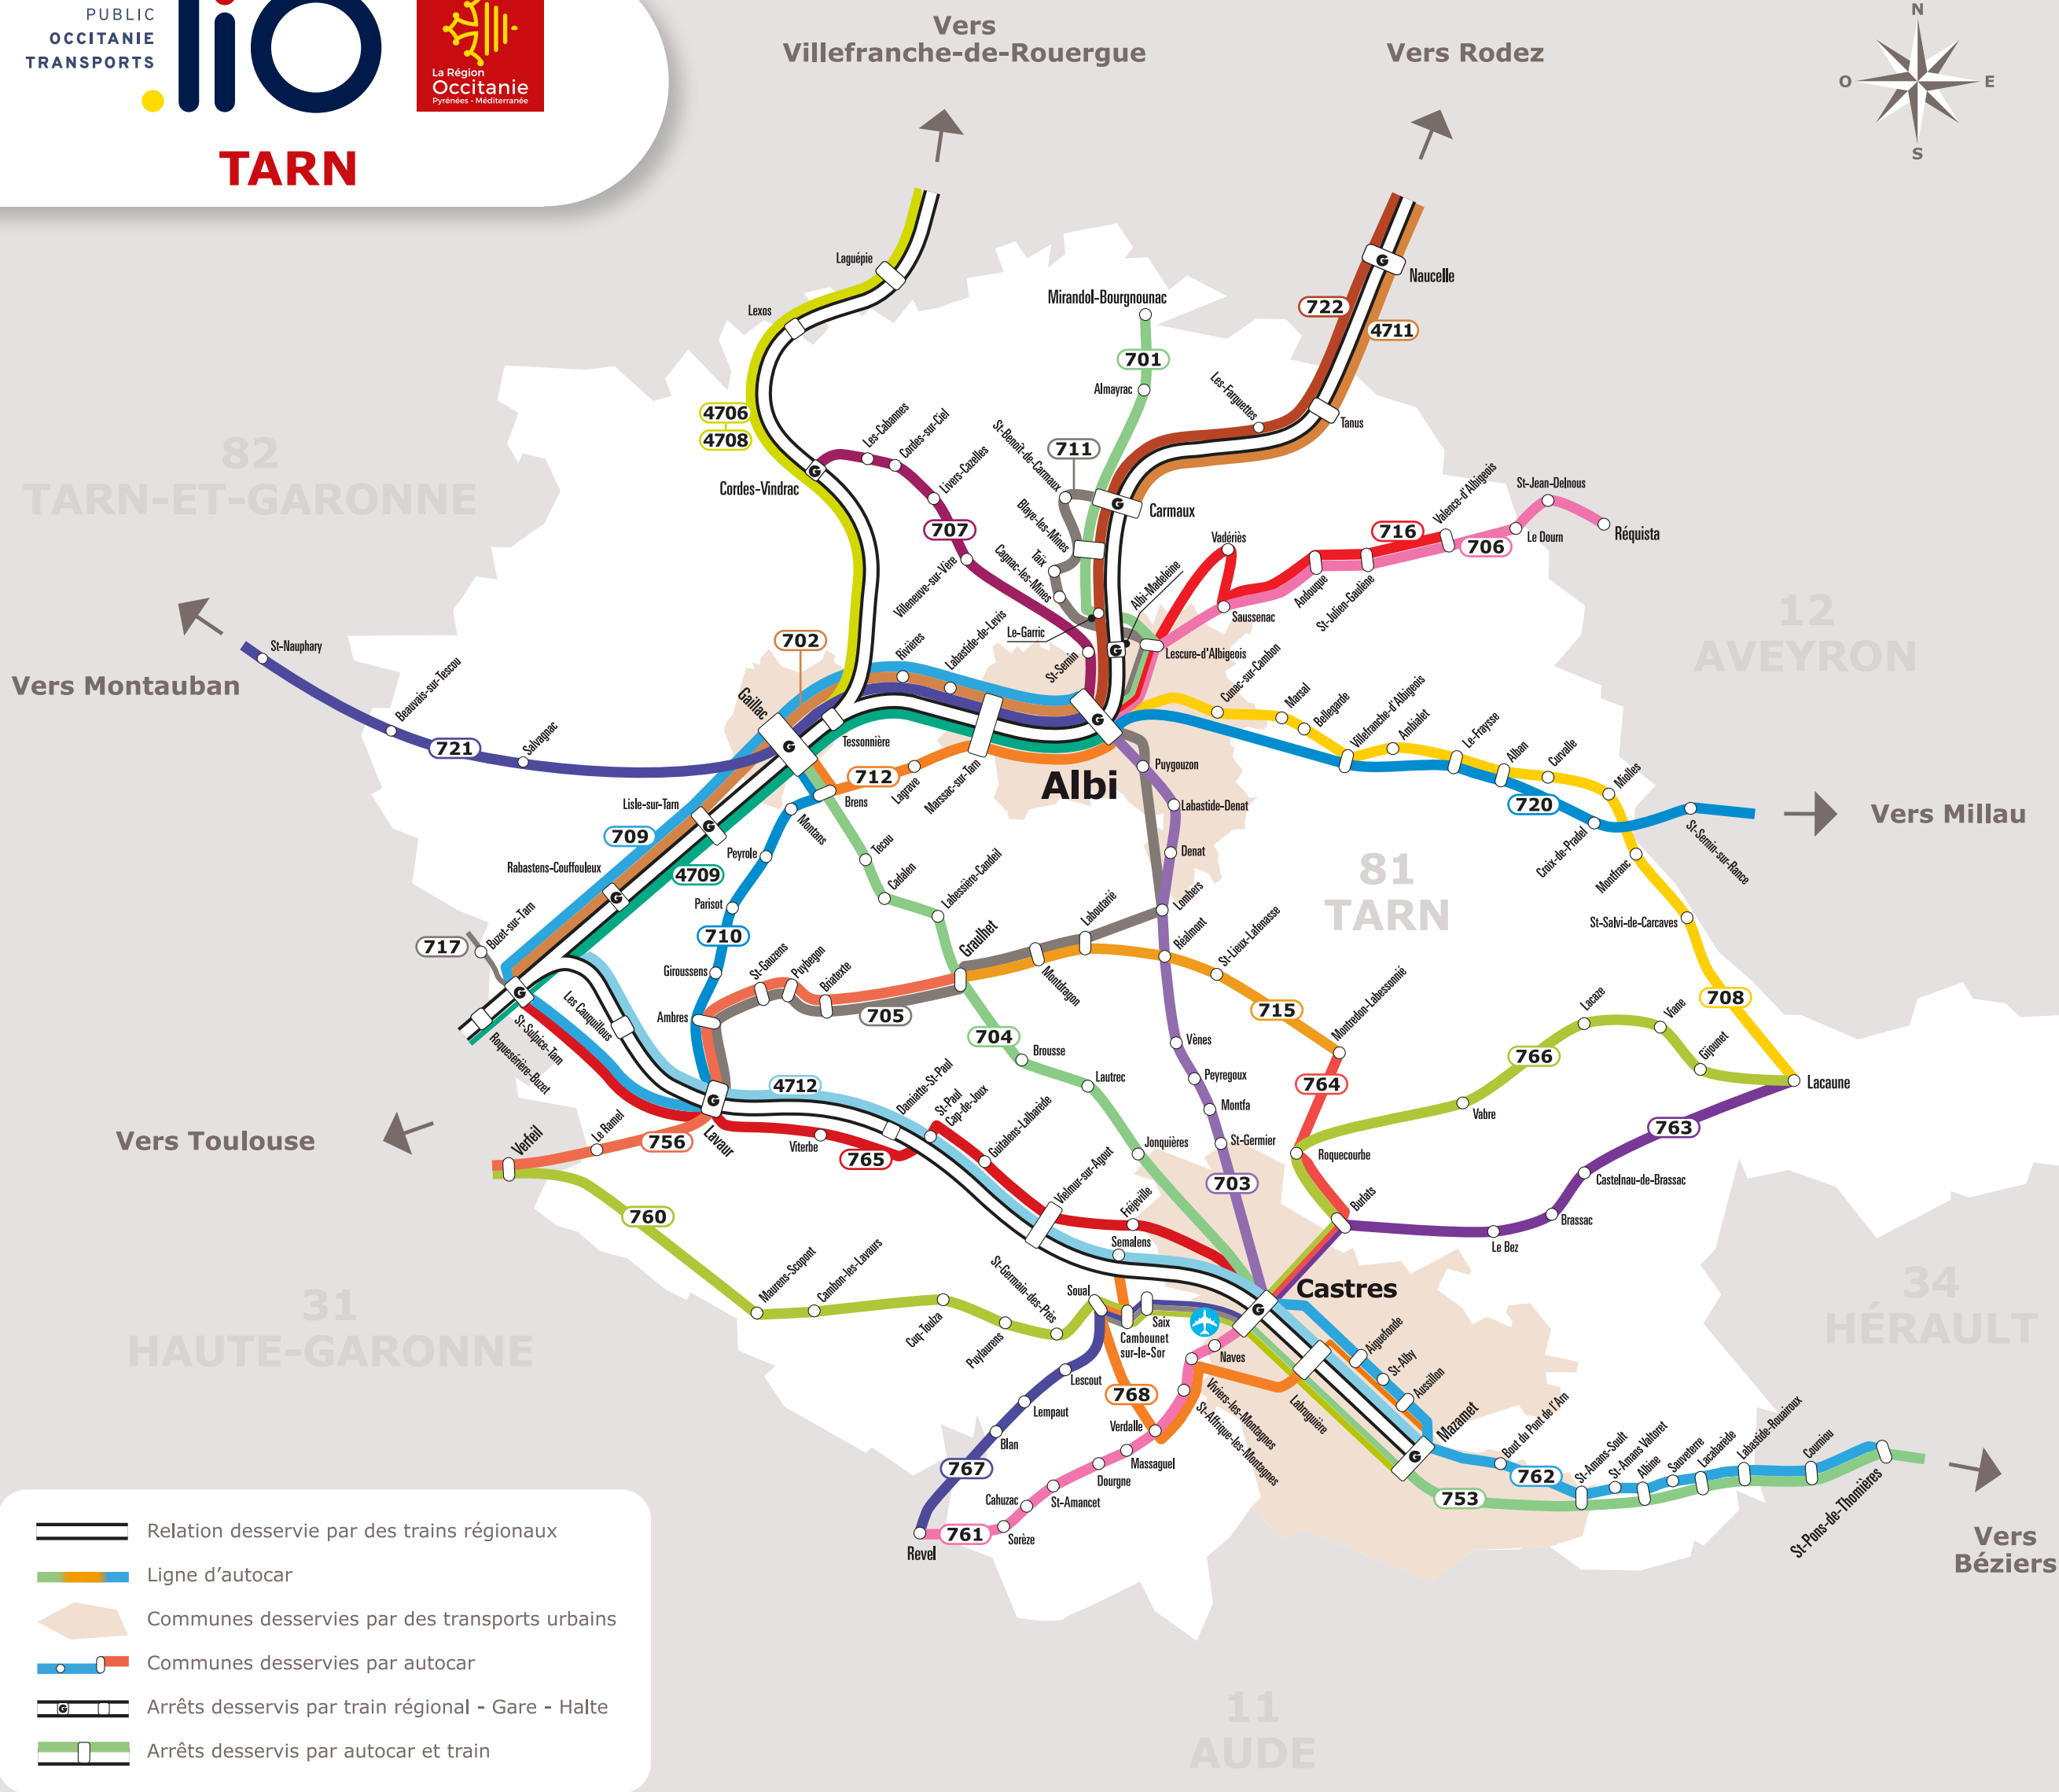 PUBLIC
OCCITANIE
TRANSPORTS
.liO
La Région
Occitanie
Pyrénées - Méditerranée
TARN
Vers
Villefranche-de-Rouergue
Vers Rodez
N
O
E
S
Laguépie
Lexos
Mirandol-Bourgnounac
Naucelle
722
4711
701
Almayrac
Les-Farguettes
Tanus
4706
4708
Les-Cabannes
Cordes-sur-Ciel
Livers-Cazelles
St-Benoît-de-Carmaux
711
82
TARN-ET-GARONNE
Cordes-Vindrac
G
Carmaux
Blaye-les-Mines
Valence-d'Albigeois
St-Jean-Delnous
707
716
706
Le Dourn
Réquista
Vadériès
Taïx
Cagnac-les-Mines
Villeneuve-sur-Vère
Albi-Madeleine
Andouque
St-Julien-Gaulène
Saussenac
Le-Garric
Lescure-d'Albigeois
12
AVEYRON
702
Rivières
Labastide-de-Levis
St-Sernin
St-Nauphary
Vers Montauban
Beauvais-sur-Tescou
721
Salvagnac
Gaillac
Tessonnière
Cunac-sur-Cambon
Marsal
Bellegarde
Villefranche-d'Albigeois
Ambialet
Le-Fraysse
Alban
Curvalle
Miolles
712
Lagrave
Marssac-sur-Tarn
Albi
Puygouzon
Brens
720
Vers Millau
Lisle-sur-Tarn
Montans
Labastide-Denat
709
Croix-de-Pradel
St-Sernin-sur-Rance
Peyrole
Tecou
Denat
Montfranc
Rabastens-Couffouleux
4709
Cadalen
Labessière-Candeil
81
TARN
Parisot
Lombers
St-Salvi-de-Carcaves
Buzet-sur-Tarn
717
710
Graulhet
Laboutarié
Réalmont
St-Lieux-Lafenasse
Giroussens
St-Gauzens
Puybegon
Briatexte
Montdragon
Montredon-Labessonnié
708
Lacaze
Viane
Gijounet
Ambres
705
715
Les Cauquillous
St-Sulpice-Tarn
Roquesérière-Buzet
704
Brousse
Vènes
766
Lacaune
4712
Lautrec
Peyregoux
764
Damiatte-St-Paul
St-Paul
Cap-de-Joux
Montfa
Vabre
Vers Toulouse
Verfeil
Le Ramel
756
Lavaur
Viterbe
765
Guitalens-Lalbarède
Jonquières
St-Germier
Roquecourbe
763
Vielmur-sur-Agout
703
Castelnau-de-Brassac
760
Fréjeville
Burlats
Brassac
Semalens
Le Bez
Maurens-Scopont
Cambon-les-Lavaurs
St-Germain-des-Près
Soual
Castres
31
HAUTE-GARONNE
34
HÉRAULT
Cuq-Toulza
Puylaurens
Saix
Cambounet
sur-le-Sor
Naves
Aiguefonde
St-Alby
Aussillon
Lescout
768
Viviers-les-Montagnes
St-Affrique-les-Montagnes
Labruguière
Lempaut
Verdalle
Mazamet
Bout du Pont de l'Arn
Blan
Massaguel
767
Dourgne
762
St-Amans-Soult
St-Amans Valtoret
Albine
Sauveterre
Lacabarède
Labastide-Rouairoux
Courniou
753
Cahuzac
St-Amancet
761
Sorèze
Revel
St-Pons-de-Thomières
Vers
Béziers
11
AUDE
Relation desservie par des trains régionaux
Ligne d'autocar
Communes desservies par des transports urbains
Communes desservies par autocar
Arrêts desservis par train régional - Gare - Halte
Arrêts desservis par autocar et train